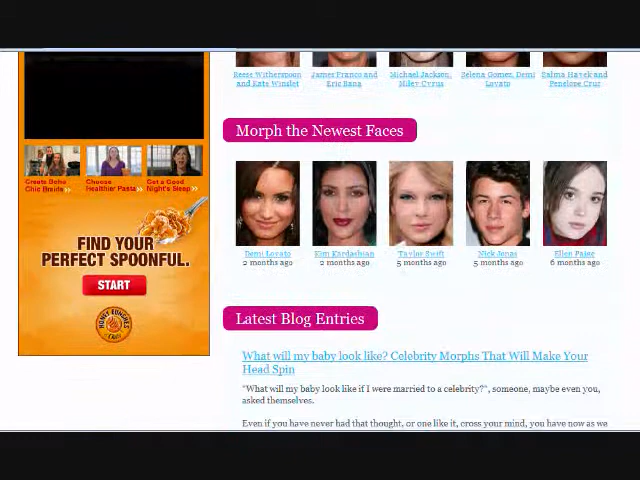 Reese Witherspoon and Kate Winslet
James Franco and Eric Bana
Michael Jackson, Miley Cyrus
Selena Gomez, Demi Lovato
Salma Hayek and Penelope Cruz
Create Boho Chic Braids
Choose Healthier Pasta
Get a Good Night's Sleep
FIND YOUR
PERFECT SPOONFUL.
START
HONEY BUNCHES
OF OATS
Morph the Newest Faces
Demi Lovato
2 months ago
Kim Kardashian
2 months ago
Taylor Swift
5 months ago
Nick Jonas
5 months ago
Ellen Paige
6 months ago
Latest Blog Entries
What will my baby look like? Celebrity Morphs That Will Make Your
Head Spin
"What will my baby look like if I were married to a celebrity?", someone, maybe even you,
asked themselves.
Even if you have never had that thought, or one like it, cross your mind, you have now as we